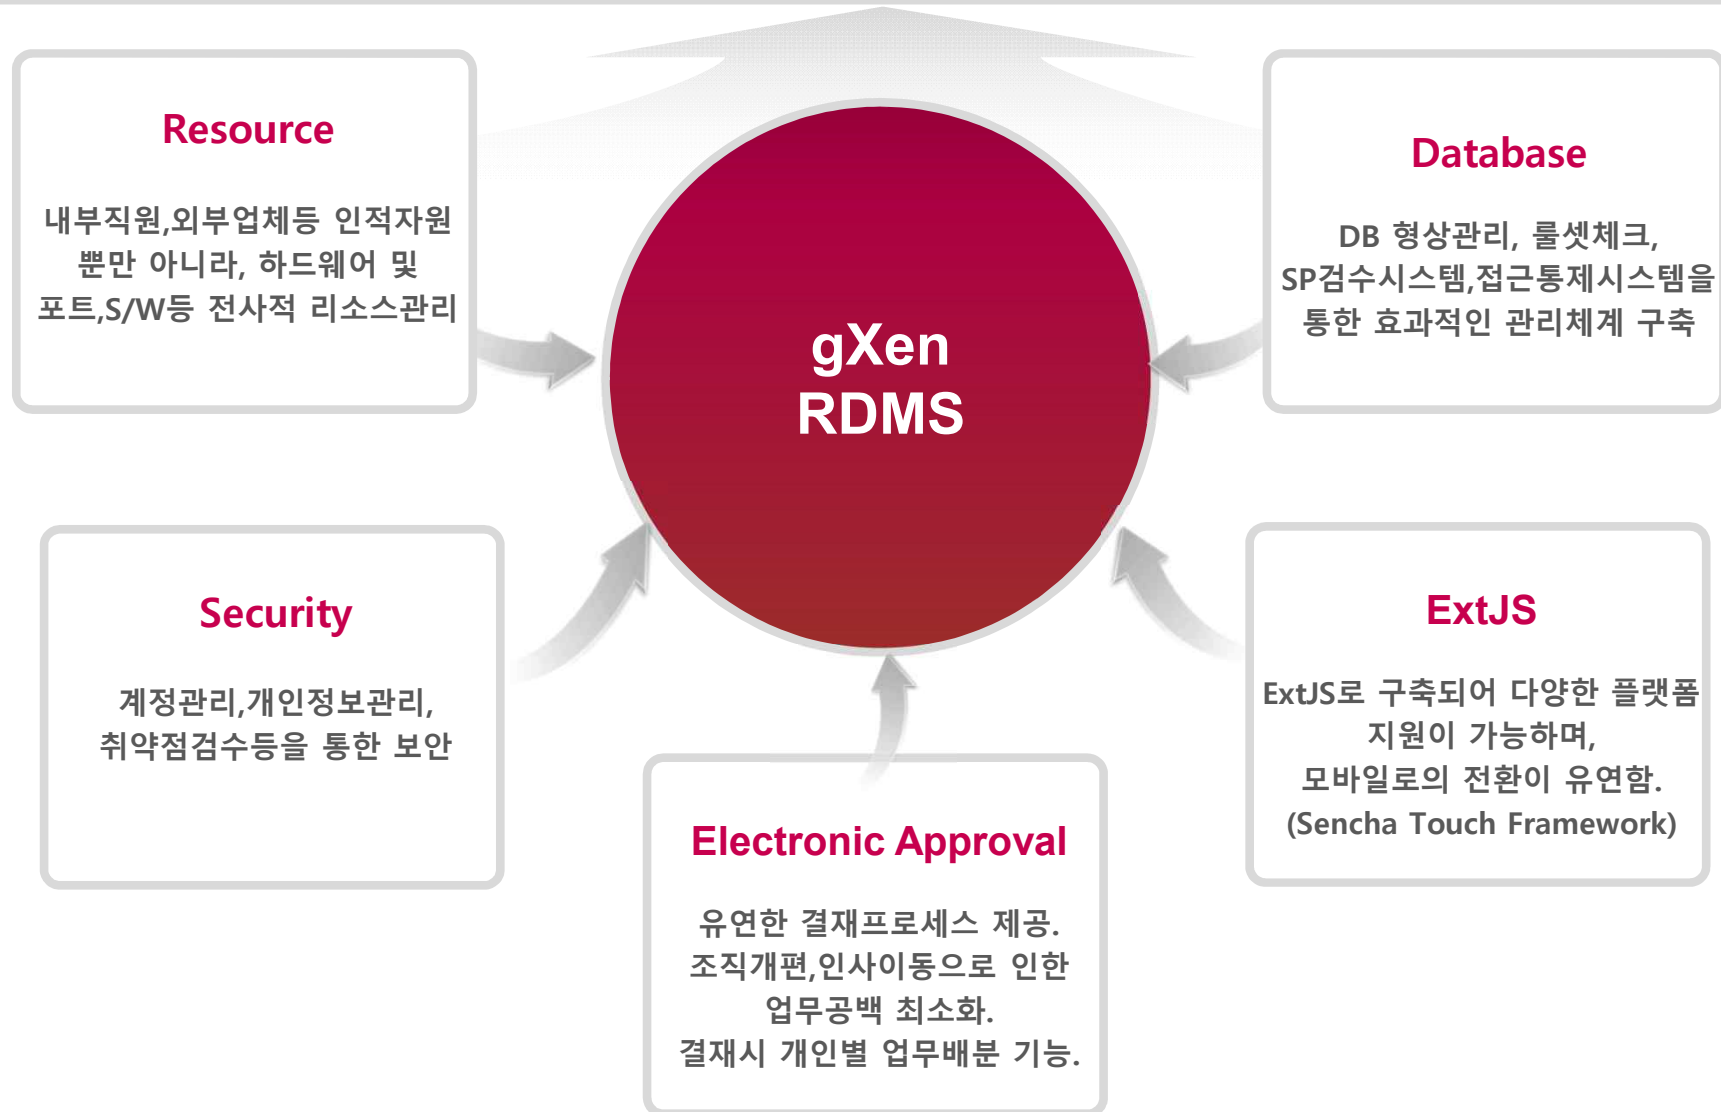 Resource
내부직원,외부업체등 인적자원
뿐만 아니라, 하드웨어 및
포트,S/W등 전사적 리소스관리
Database
DB 형상관리, 룰셋체크,
SP검수시스템,접근통제시스템을
통한 효과적인 관리체계 구축
gXen
RDMS
Security
계정관리,개인정보관리,
취약점검수등을 통한 보안
ExtJS
ExtJS로 구축되어 다양한 플랫폼
지원이 가능하며,
모바일로의 전환이 유연함.
(Sencha Touch Framework)
Electronic Approval
유연한 결재프로세스 제공.
조직개편,인사이동으로 인한
업무공백 최소화.
결재시 개인별 업무배분 기능.